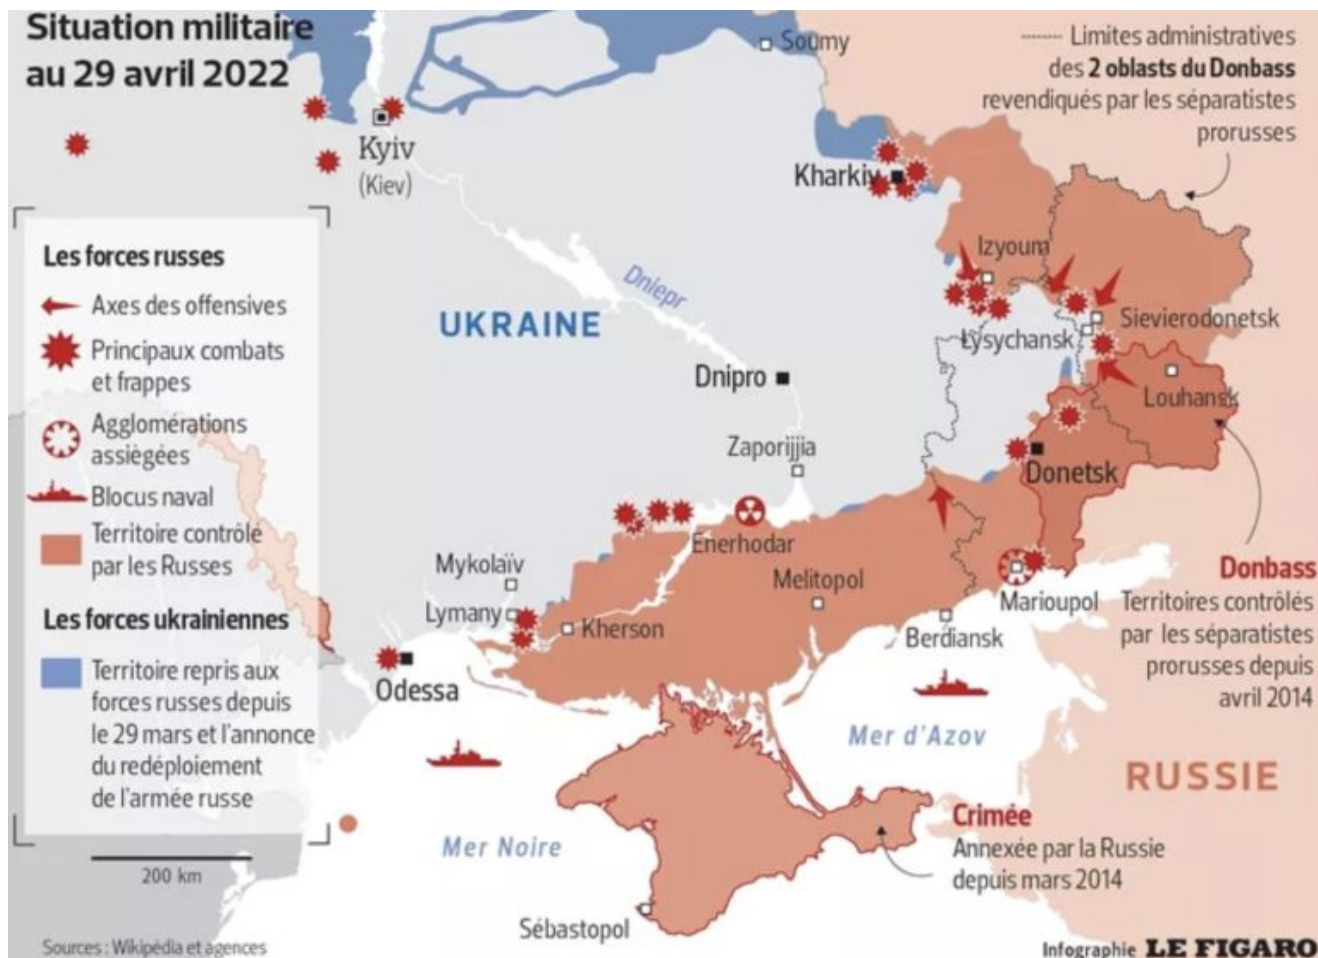 Situation militaire
au 29 avril 2022
Soumy
Limites administratives
des 2 oblasts du Donbass
revendiqués par les séparatistes
prorusses
Kyiv
(Kiev)
Kharkiv
Les forces russes
Axes des offensives
Principaux combats
et frappes
Agglomérations
assiégées
Blocus naval
Territoire contrôlé
par les Russes
Les forces ukrainiennes
Territoire repris aux
forces russes depuis
le 29 mars et l'annonce
du redéploiement
de l'armée russe
200 km
Sources : Wikipédia et agences
Izyoum
Dniepr
UKRAINE
Sievierodonetsk
Lysychansk
Dnipro
Louhansk
Zaporijjia
Donetsk
Enerhodar
Mykolaïv
Melitopol
Marioupol
Lymany
Kherson
Berdiansk
Odessa
Donbass
Territoires contrôlés
par les séparatistes
prorusses depuis
avril 2014
Mer d'Azov
RUSSIE
Crimée
Annexée par la Russie
depuis mars 2014
Mer Noire
Sébastopol
Infographie LE FIGARO